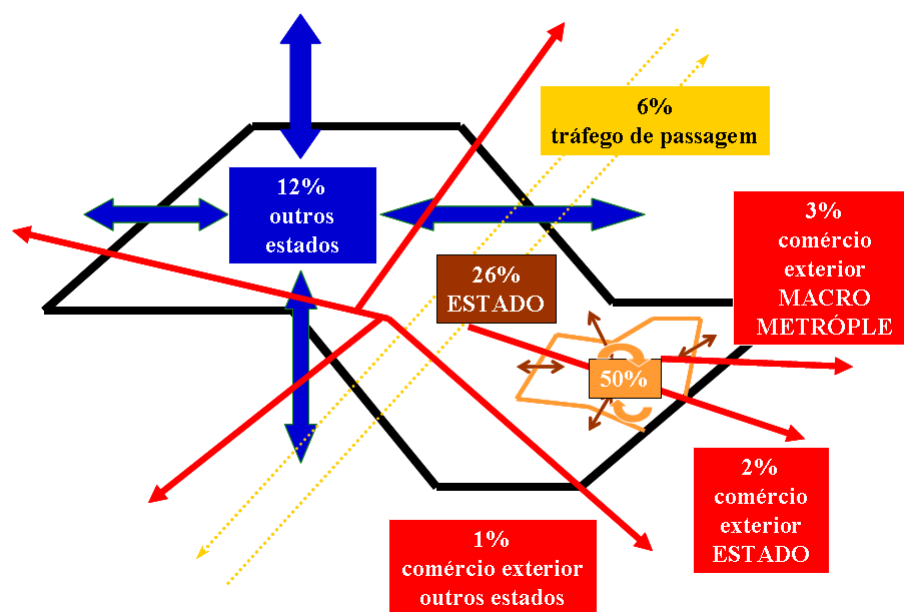 6%
tráfego de passagem
12%
outros
estados
3%
comércio
exterior
MACRO
METRÓPLE
26%
ESTADO
50%
2%
comércio
exterior
ESTADO
1%
comércio exterior
outros estados